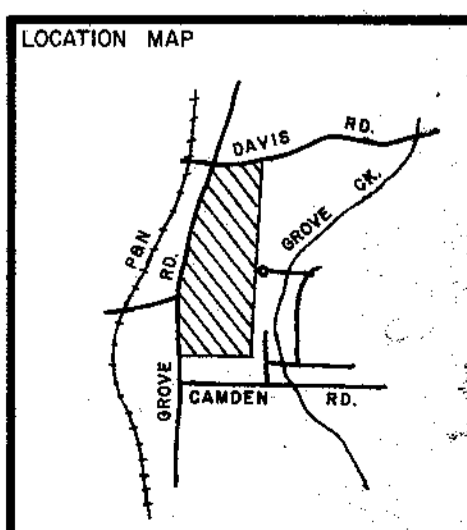 LOCATION MAP
DAVIS RD.
GROVE CK.
P&N
GROVE RD.
CAMDEN RD.